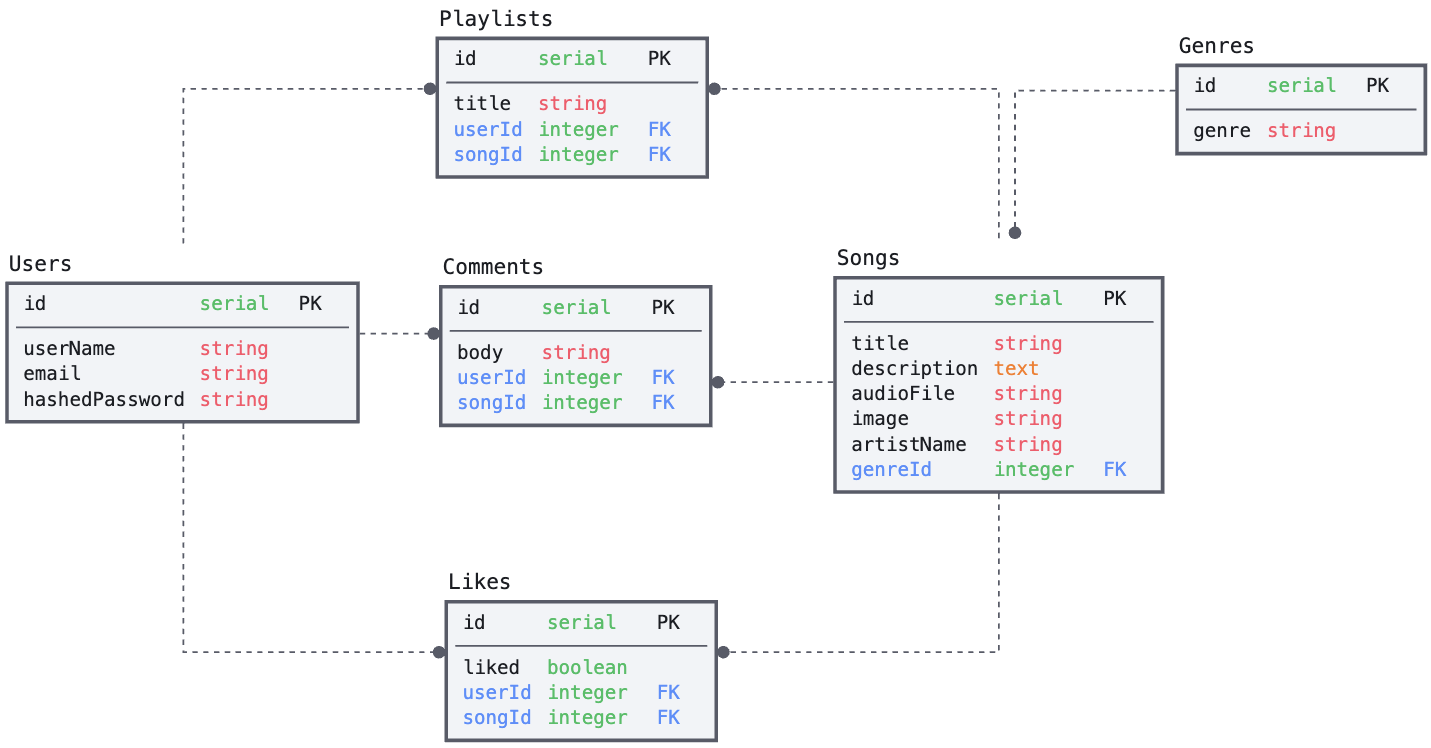 Playlists
id serial PK
title string
userId integer FK
songId integer FK
Genres
id serial PK
genre string
Users
id serial PK
userName string
email string
hashedPassword string
Comments
id serial PK
body string
userId integer FK
songId integer FK
Songs
id serial PK
title string
description text
audioFile string
image string
artistName string
genreId integer FK
Likes
id serial PK
liked boolean
userId integer FK
songId integer FK